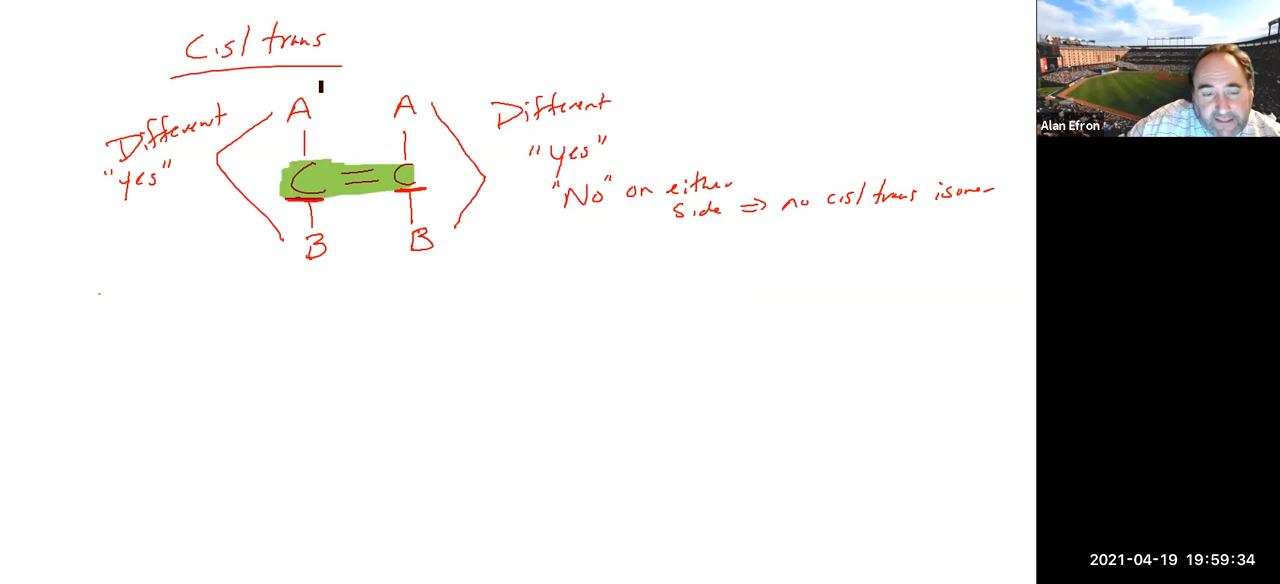 Cis/trans
A A
Different
"yes"
Different
"yes"
C = C
"No" on either
side ⇒ no cis/trans isomer
B B
Alan Efron
2021-04-19 19:59:34